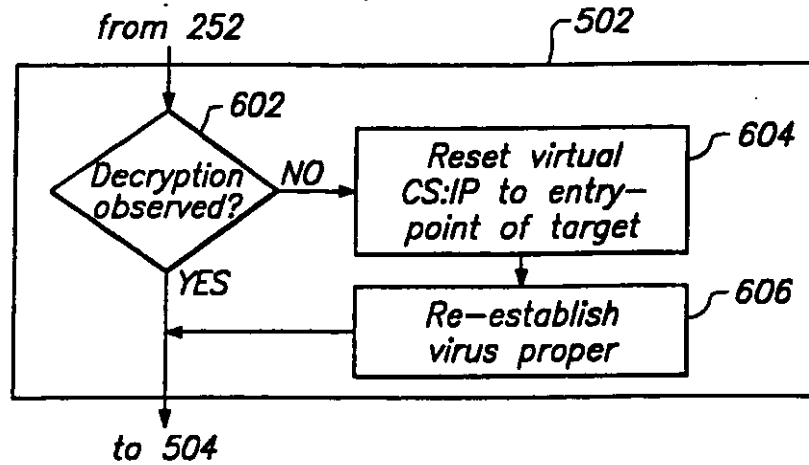 from 252
502
602
Decryption
observed?
NO
Reset virtual
CS:IP to entry-
point of target
604
YES
Re-establish
virus proper
606
to 504